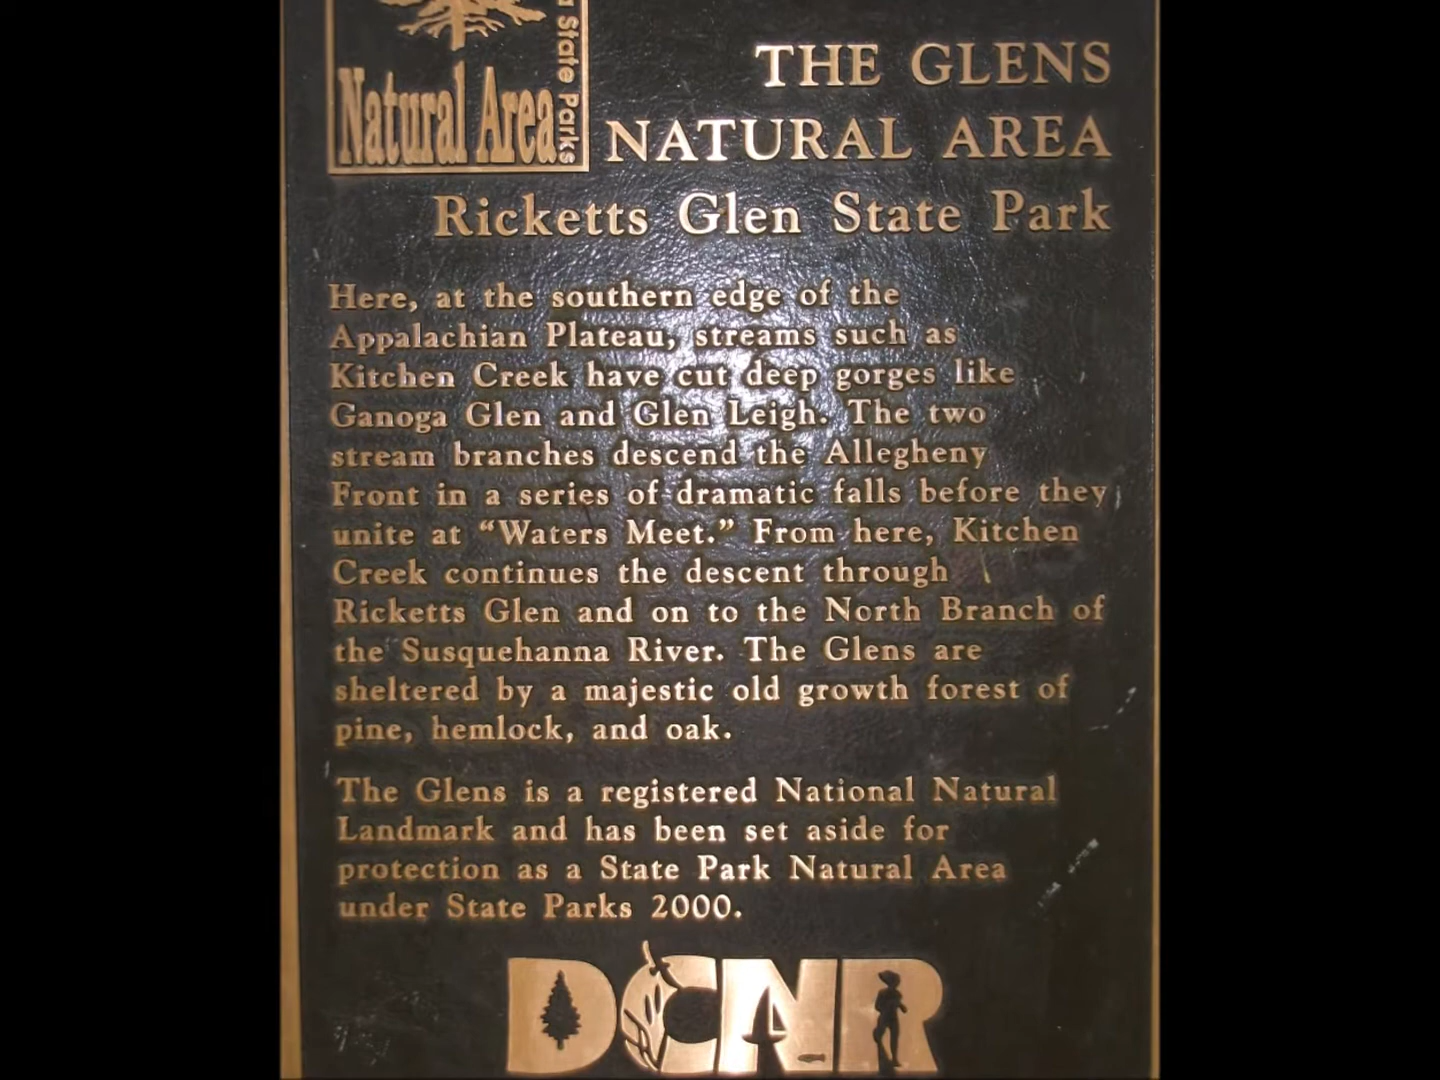 State Parks
Natural Area
THE GLENS
NATURAL AREA
Ricketts Glen State Park
Here, at the southern edge of the
Appalachian Plateau, streams such as
Kitchen Creek have cut deep gorges like
Ganoga Glen and Glen Leigh. The two
stream branches descend the Allegheny
Front in a series of dramatic falls before they
unite at “Waters Meet.” From here, Kitchen
Creek continues the descent through
Ricketts Glen and on to the North Branch of
the Susquehanna River. The Glens are
sheltered by a majestic old growth forest of
pine, hemlock, and oak.
The Glens is a registered National Natural
Landmark and has been set aside for
protection as a State Park Natural Area
under State Parks 2000.
DCNR